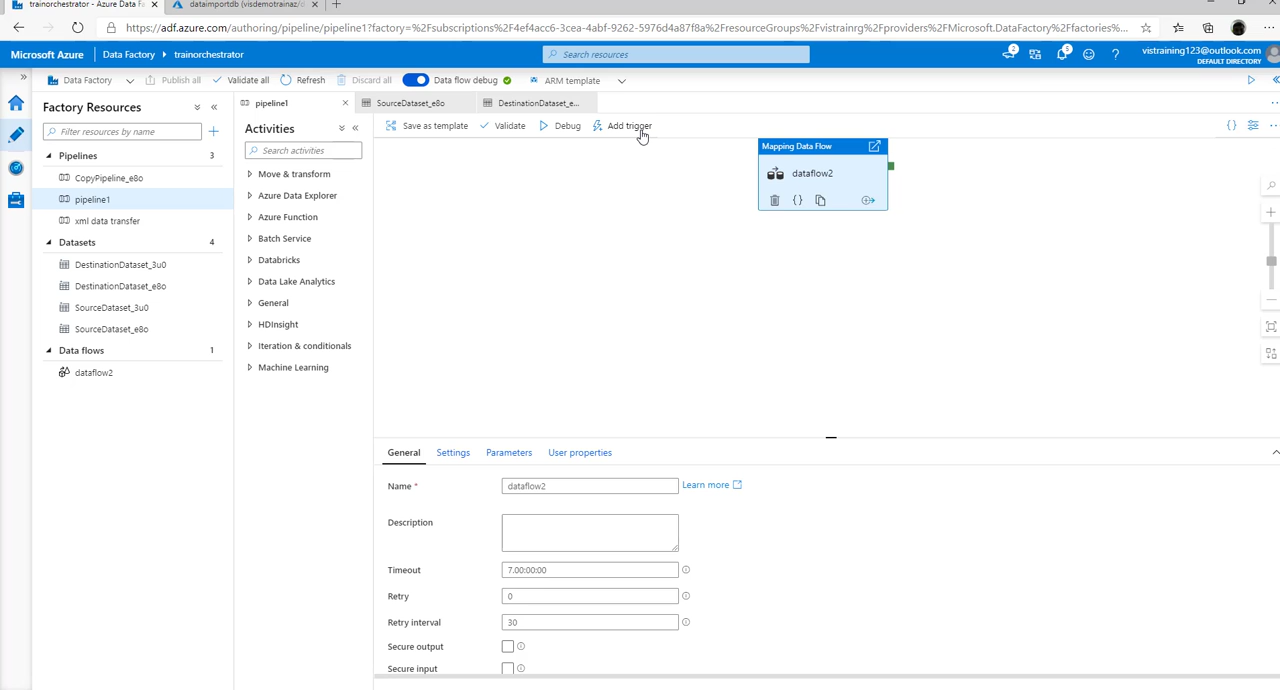 trainorchestrator - Azure Data Fa
dataimportdb (visdemotrainaz/d
https://adf.azure.com/authoring/pipeline/pipeline1?factory=%2Fsubscriptions%2F4ef4acc6-3cea-4abf-9262-5976d4a87f8a%2FresourceGroups%2Fvistrainrg%2Fproviders%2FMicrosoft.DataFactory%2Ffactories%...
Microsoft Azure
Data Factory
trainorchestrator
Search resources
2
5
?
vistraining123@outlook.com
DEFAULT DIRECTORY
Data Factory
Publish all
Validate all
Refresh
Discard all
Data flow debug
ARM template
Factory Resources
Filter resources by name
Pipelines 3
CopyPipeline_e8o
pipeline1
xml data transfer
Datasets 4
DestinationDataset_3u0
DestinationDataset_e8o
SourceDataset_3u0
SourceDataset_e8o
Data flows 1
dataflow2
pipeline1
SourceDataset_e8o
DestinationDataset_e...
Activities
Search activities
Move & transform
Azure Data Explorer
Azure Function
Batch Service
Databricks
Data Lake Analytics
General
HDInsight
Iteration & conditionals
Machine Learning
Save as template
Validate
Debug
Add trigger
Mapping Data Flow
dataflow2
General
Settings
Parameters
User properties
Name *
dataflow2
Learn more
Description
Timeout
7.00:00:00
Retry
0
Retry interval
30
Secure output
Secure input